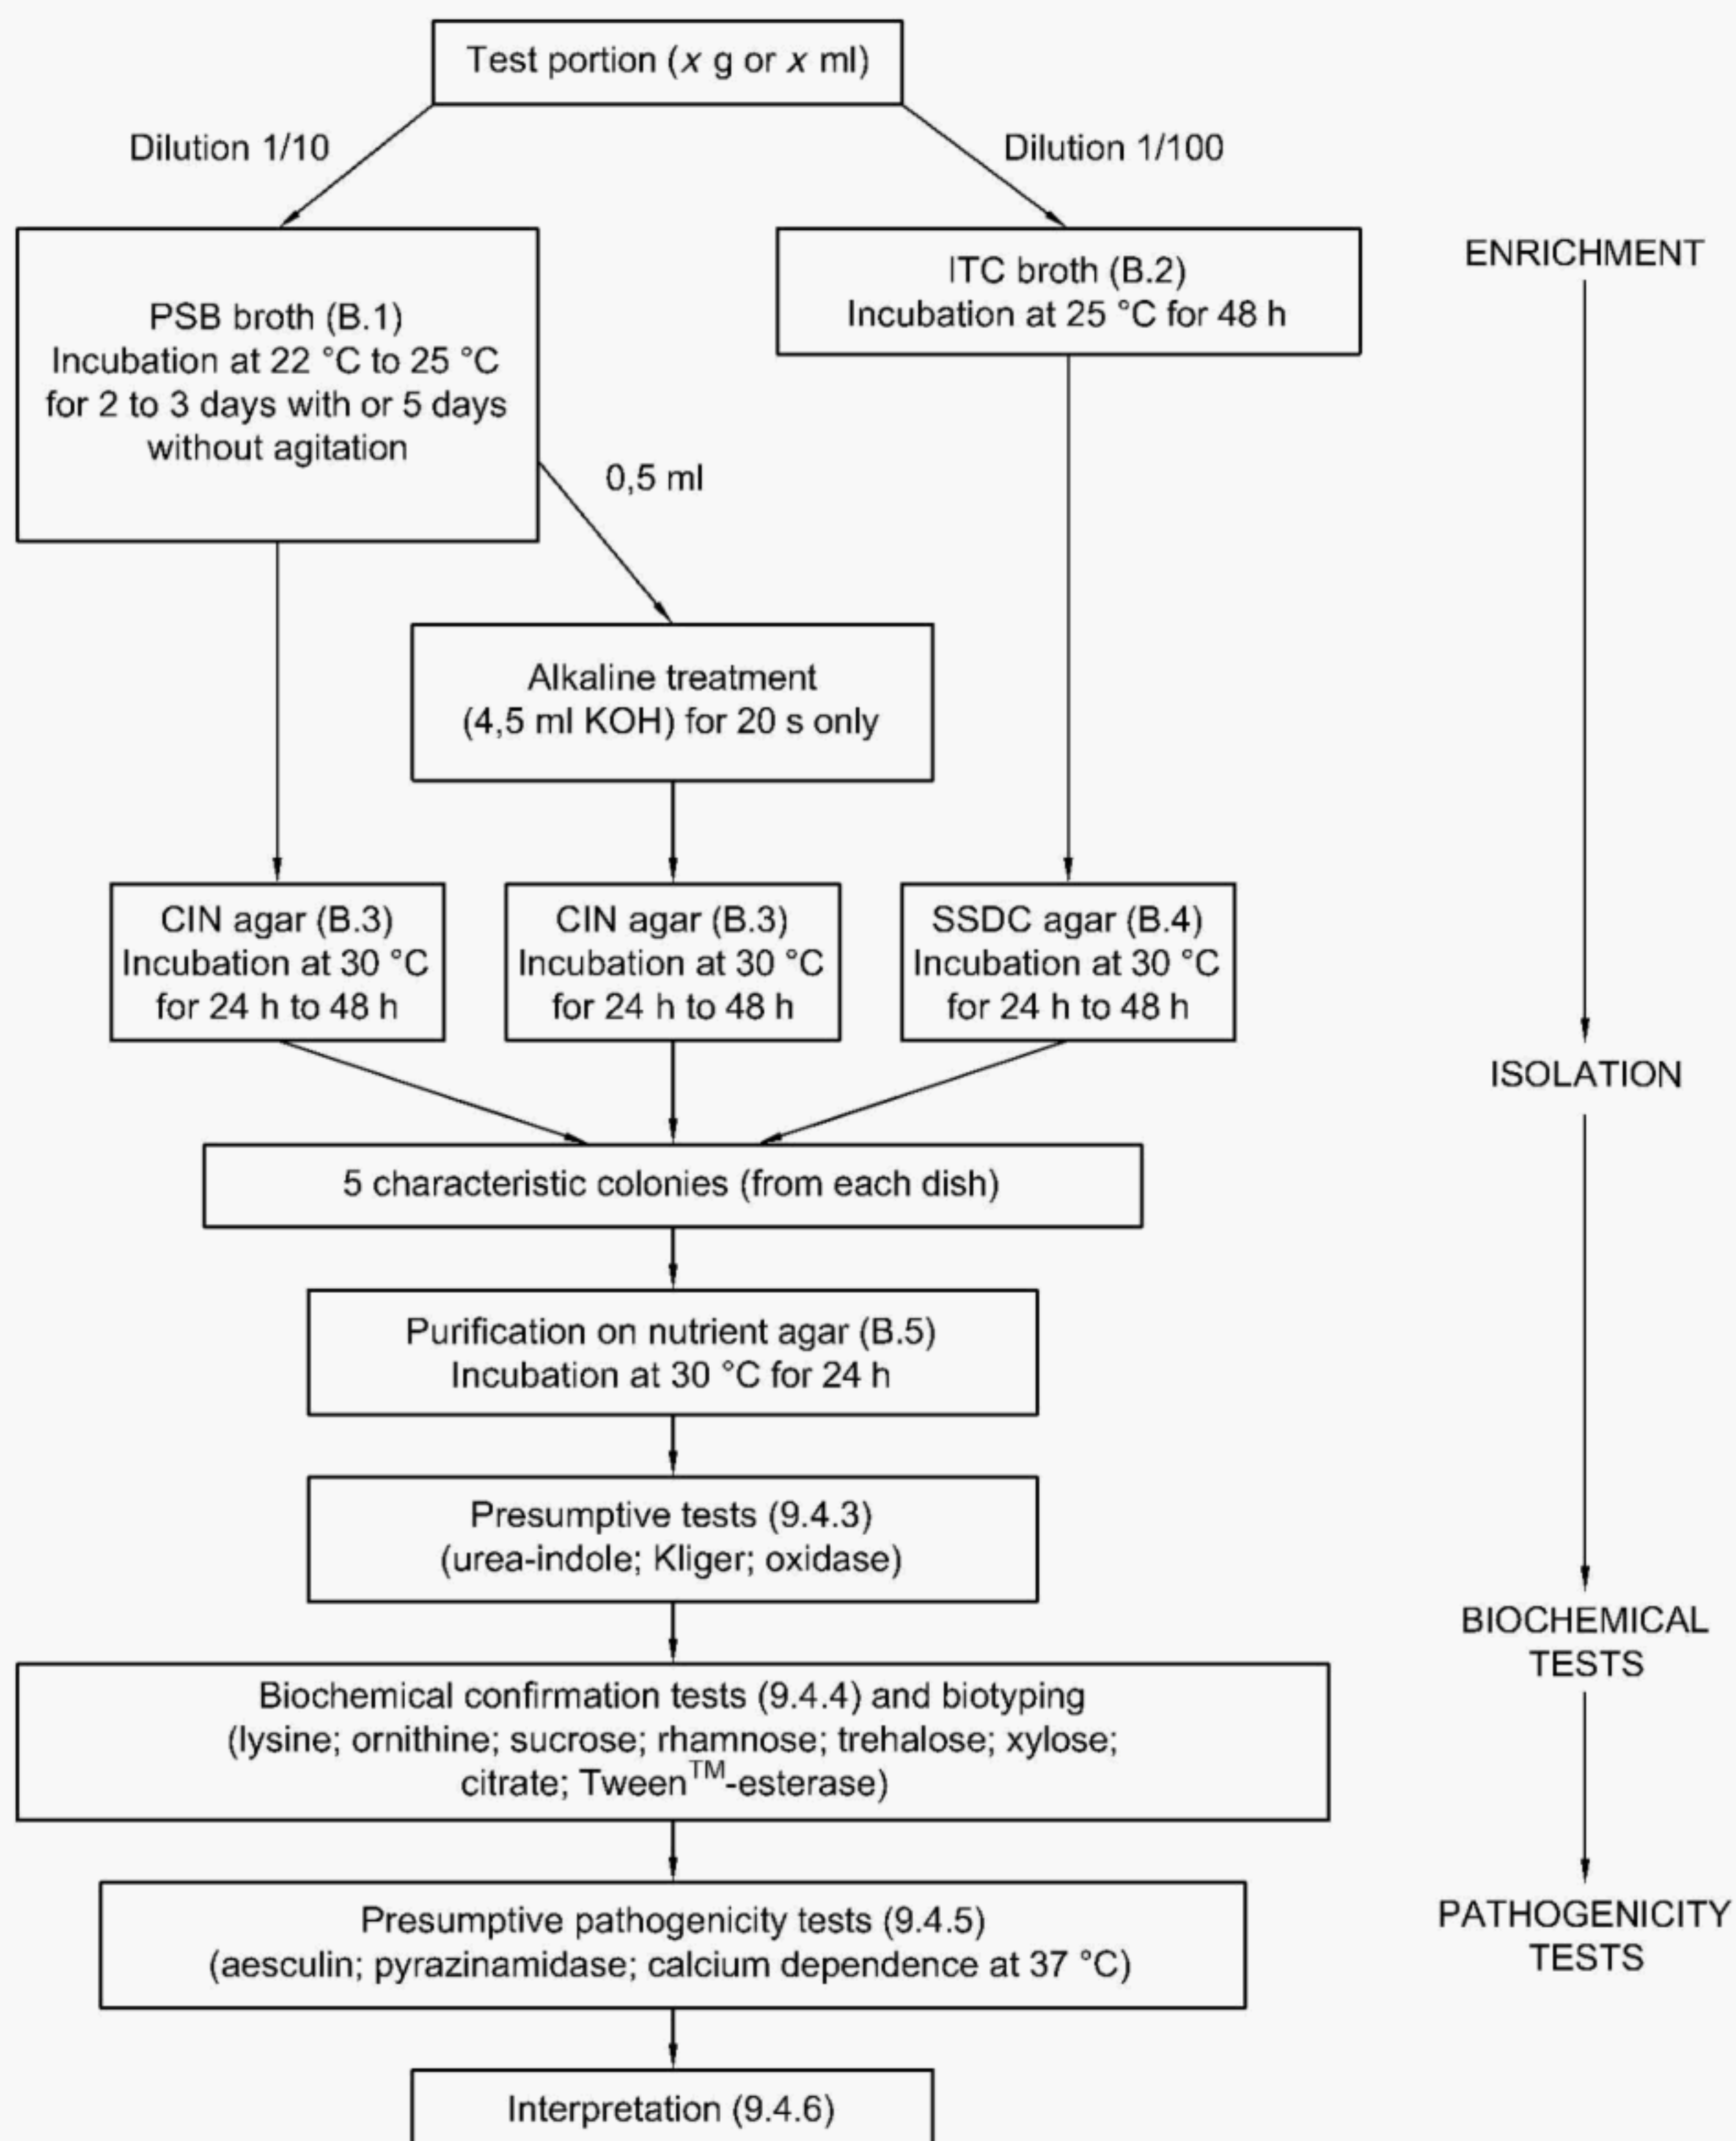 Test portion (x g or x ml)
Dilution 1/10
Dilution 1/100
PSB broth (B.1)
Incubation at 22 °C to 25 °C
for 2 to 3 days with or 5 days
without agitation
ITC broth (B.2)
Incubation at 25 °C for 48 h
ENRICHMENT
0,5 ml
Alkaline treatment
(4,5 ml KOH) for 20 s only
CIN agar (B.3)
Incubation at 30 °C
for 24 h to 48 h
CIN agar (B.3)
Incubation at 30 °C
for 24 h to 48 h
SSDC agar (B.4)
Incubation at 30 °C
for 24 h to 48 h
ISOLATION
5 characteristic colonies (from each dish)
Purification on nutrient agar (B.5)
Incubation at 30 °C for 24 h
Presumptive tests (9.4.3)
(urea-indole; Kliger; oxidase)
BIOCHEMICAL
TESTS
Biochemical confirmation tests (9.4.4) and biotyping
(lysine; ornithine; sucrose; rhamnose; trehalose; xylose;
citrate; Tween™-esterase)
Presumptive pathogenicity tests (9.4.5)
(aesculin; pyrazinamidase; calcium dependence at 37 °C)
PATHOGENICITY
TESTS
Interpretation (9.4.6)